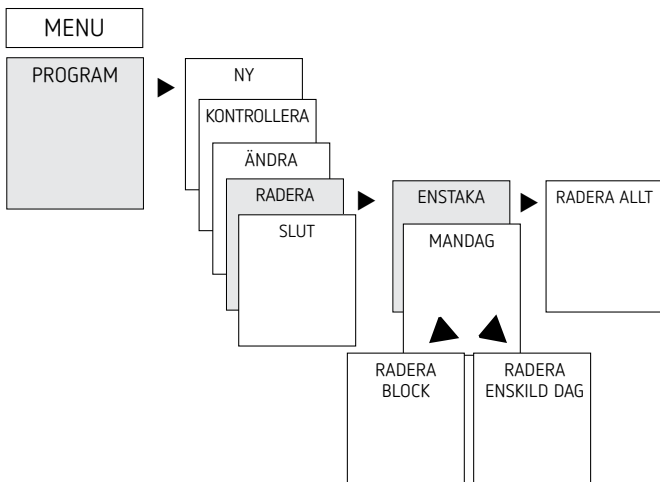 MENU
PROGRAM
NY
KONTROLLERA
ÄNDRA
RADERA
SLUT
ENSTAKA
MANDAG
RADERA ALLT
RADERA
BLOCK
RADERA
ENSKILD DAG